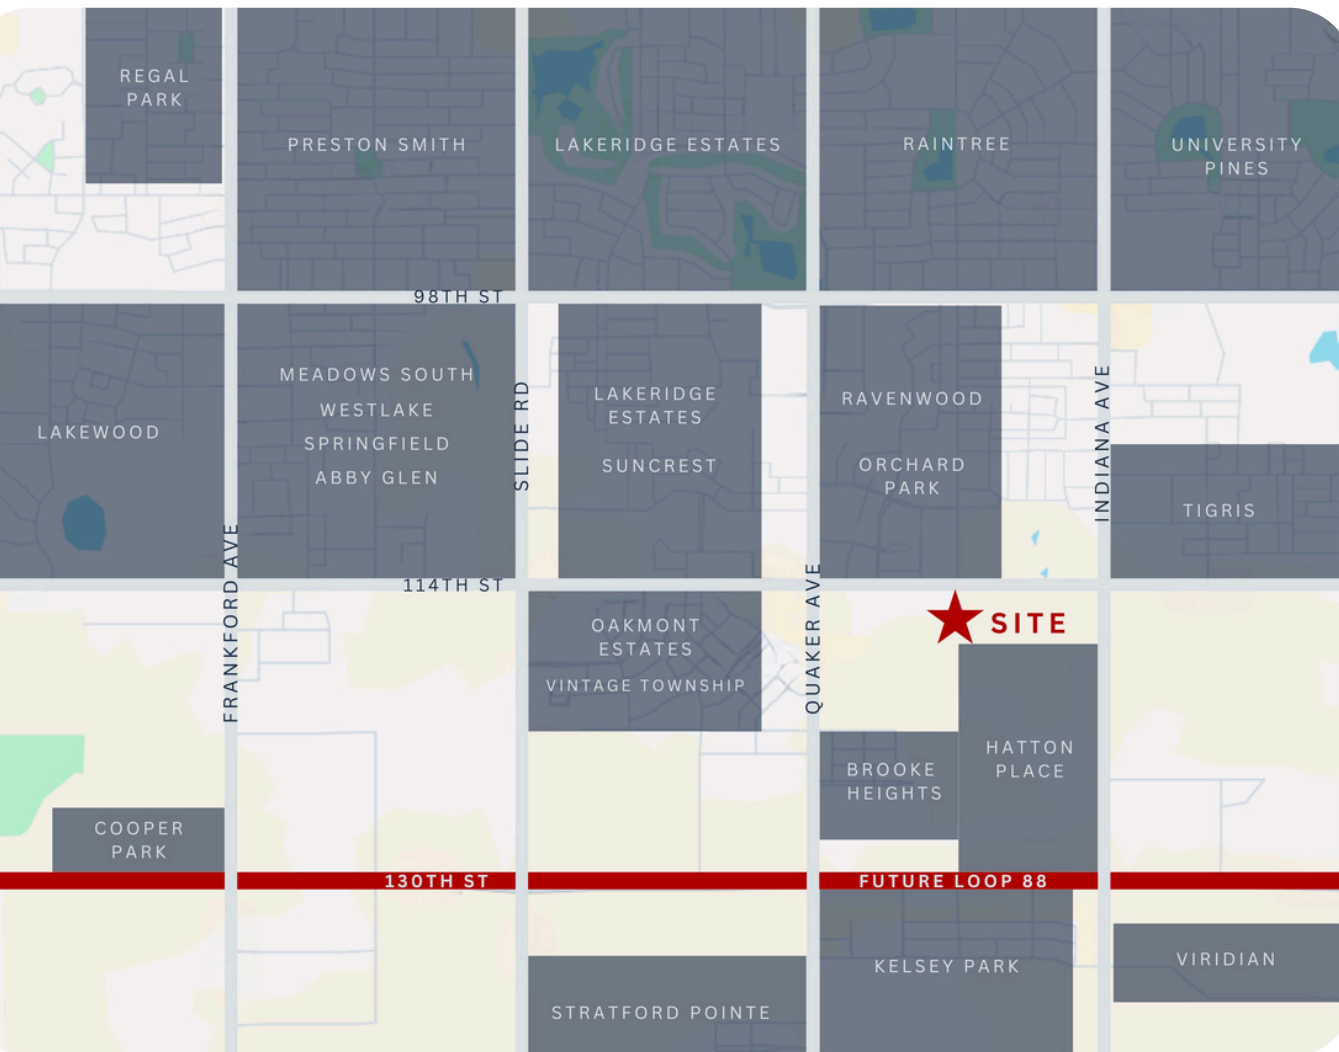 REGAL
PARK
PRESTON SMITH
LAKERIDGE ESTATES
RAINTREE
UNIVERSITY
PINES
98TH ST
LAKEWOOD
MEADOWS SOUTH
WESTLAKE
SPRINGFIELD
ABBY GLEN
SLIDE RD
LAKERIDGE
ESTATES
SUNCREST
RAVENWOOD
ORCHARD
PARK
INDIANA AVE
TIGRIS
FRANKFORD AVE
114TH ST
OAKMONT
ESTATES
VINTAGE TOWNSHIP
QUAKER AVE
SITE
BROOKE
HEIGHTS
HATTON
PLACE
COOPER
PARK
130TH ST
FUTURE LOOP 88
STRATFORD POINTE
KELSEY PARK
VIRIDIAN